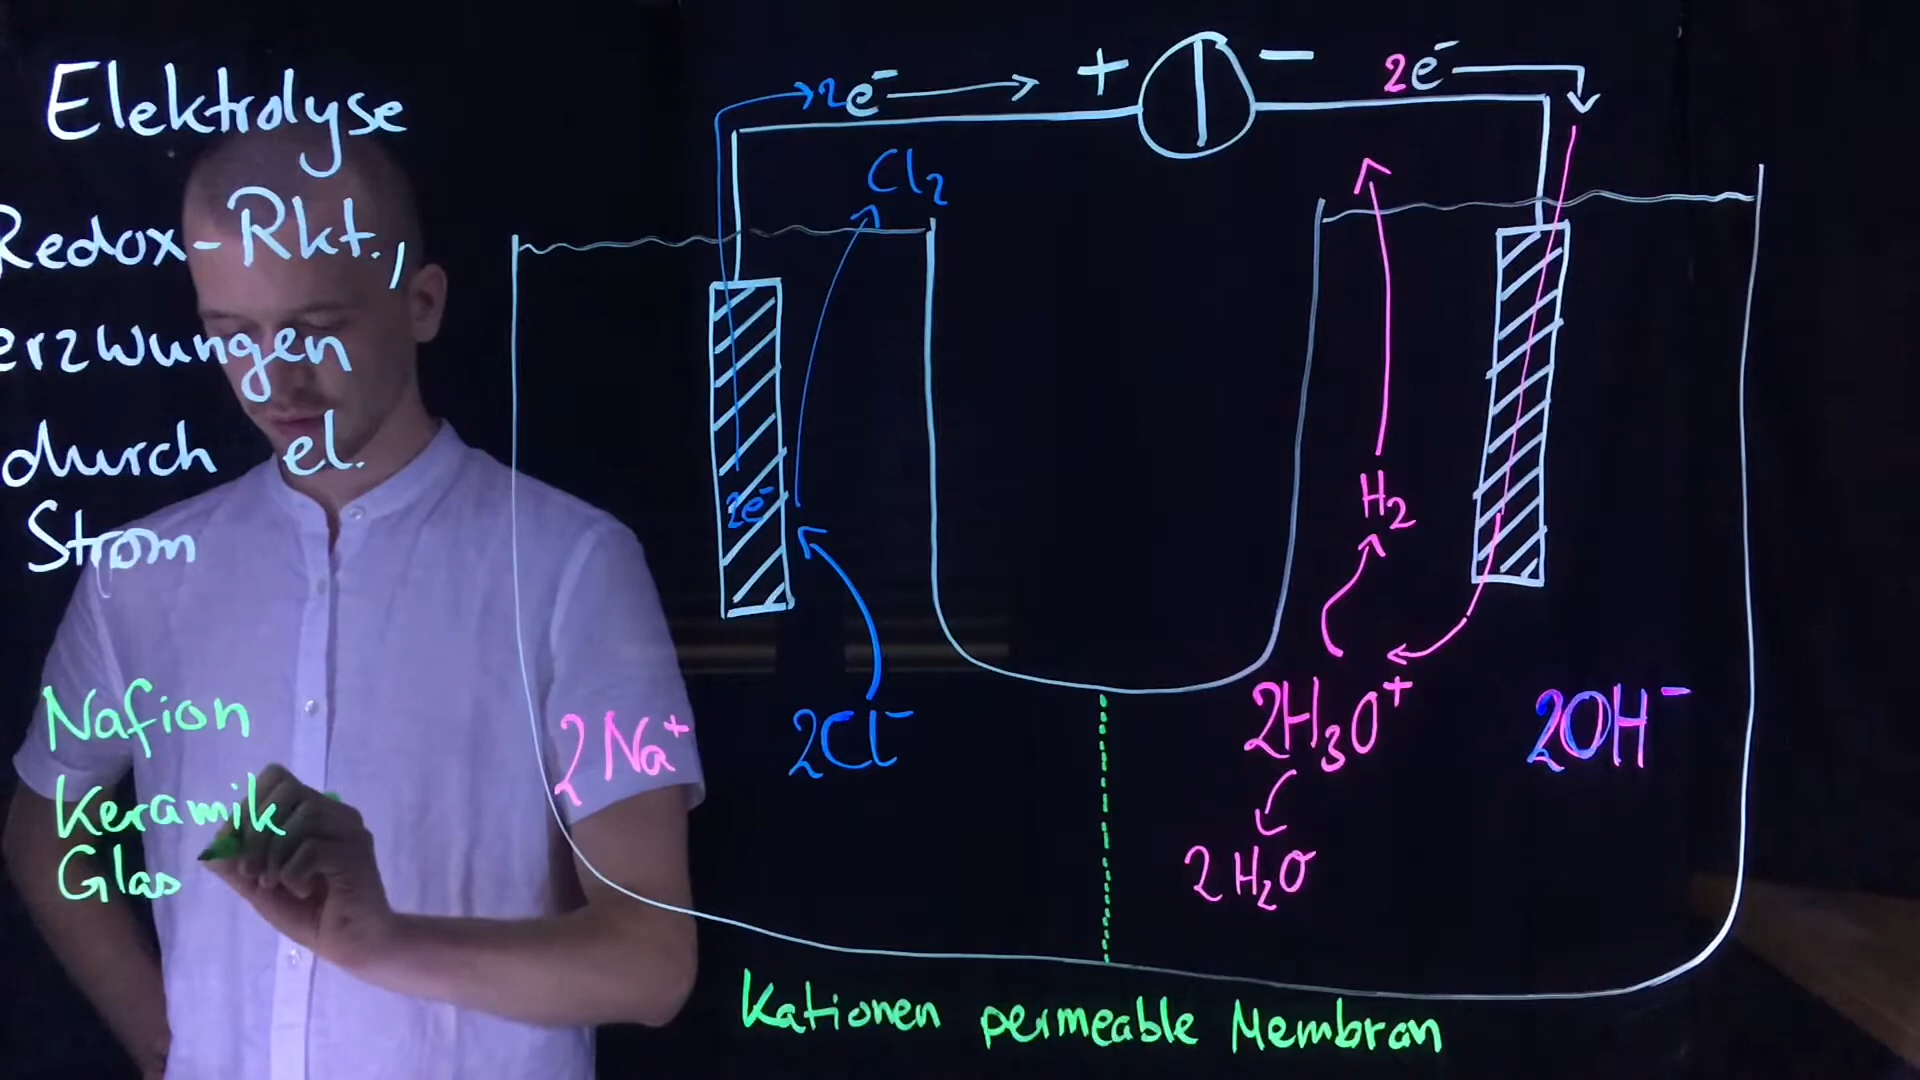 Elektrolyse
Redox-Rkt.,
erzwungen
durch el.
Strom
Nafion
Keramik
Glas
2e⁻
+
−
2e⁻
Cl₂
2e⁻
H₂
2Na⁺
2Cl⁻
2H₃O⁺
2OH⁻
2H₂O
Kationen permeable Membran